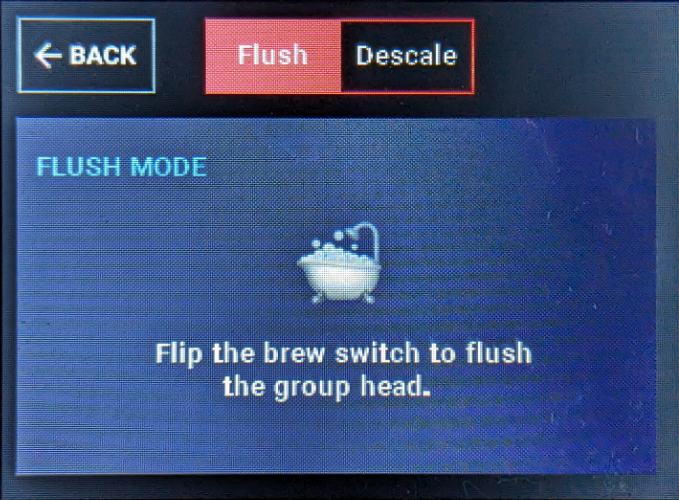 ← BACK
Flush
Descale
FLUSH MODE
Flip the brew switch to flush
the group head.